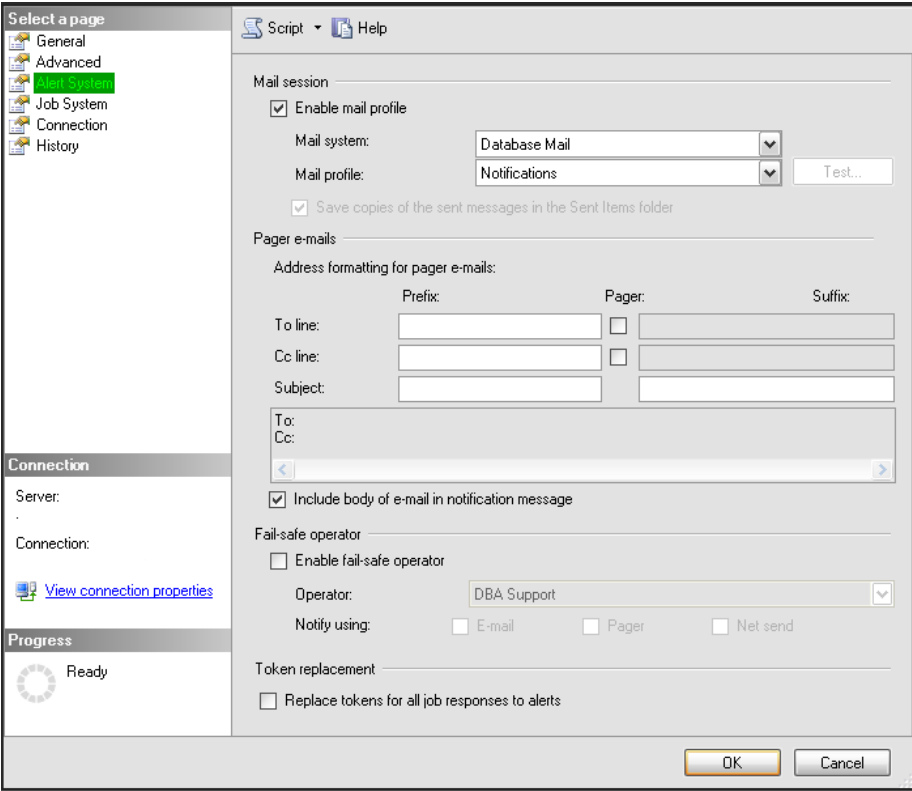 Select a page
General
Advanced
Alert System
Job System
Connection
History
Script Help
Mail session
Enable mail profile
Mail system: Database Mail
Mail profile: Notifications Test...
Save copies of the sent messages in the Sent Items folder
Pager e-mails
Address formatting for pager e-mails:
Prefix: Pager: Suffix:
To line:
Cc line:
Subject:
To:
Cc:
Include body of e-mail in notification message
Fail-safe operator
Enable fail-safe operator
Operator: DBA Support
Notify using: E-mail Pager Net send
Token replacement
Replace tokens for all job responses to alerts
Connection
Server:
.
Connection:
View connection properties
Progress
Ready
OK Cancel